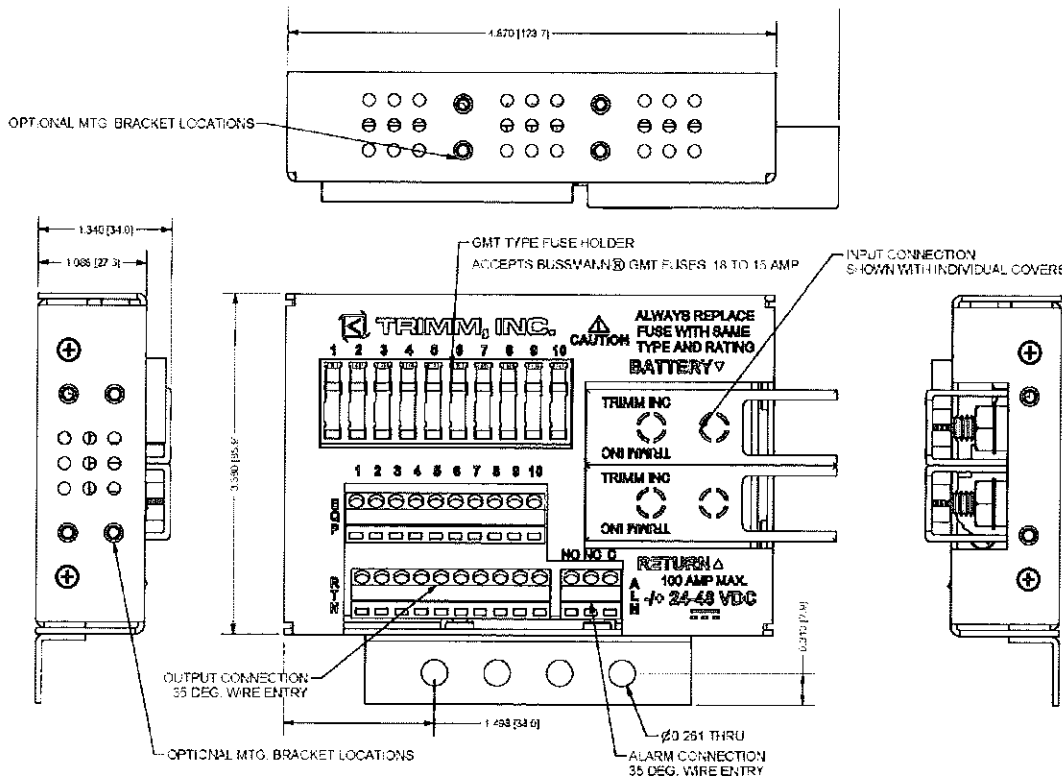 4.870 [123.7]
OPTIONAL MTG. BRACKET LOCATIONS
1.340 [34.0]
1.086 [27.3]
GMT TYPE FUSE HOLDER
ACCEPTS BUSSMANN® GMT FUSES .18 TO 15 AMP
INPUT CONNECTION
SHOWN WITH INDIVIDUAL COVERS
TRIMM, INC.
1 2 3 4 5 6 7 8 9 10
CAUTION
ALWAYS REPLACE
FUSE WITH SAME
TYPE AND RATING
BATTERY
TRIMM INC
TRIMM INC
TRIMM INC
TRIMM INC
1 2 3 4 5 6 7 8 9 10
RTN
NO NC C
ALM
RETURN
100 AMP MAX.
-/+ 24-48 VDC
OUTPUT CONNECTION
35 DEG. WIRE ENTRY
1.498 [38.0]
Ø0.261 THRU
ALARM CONNECTION
35 DEG. WIRE ENTRY
OPTIONAL MTG. BRACKET LOCATIONS